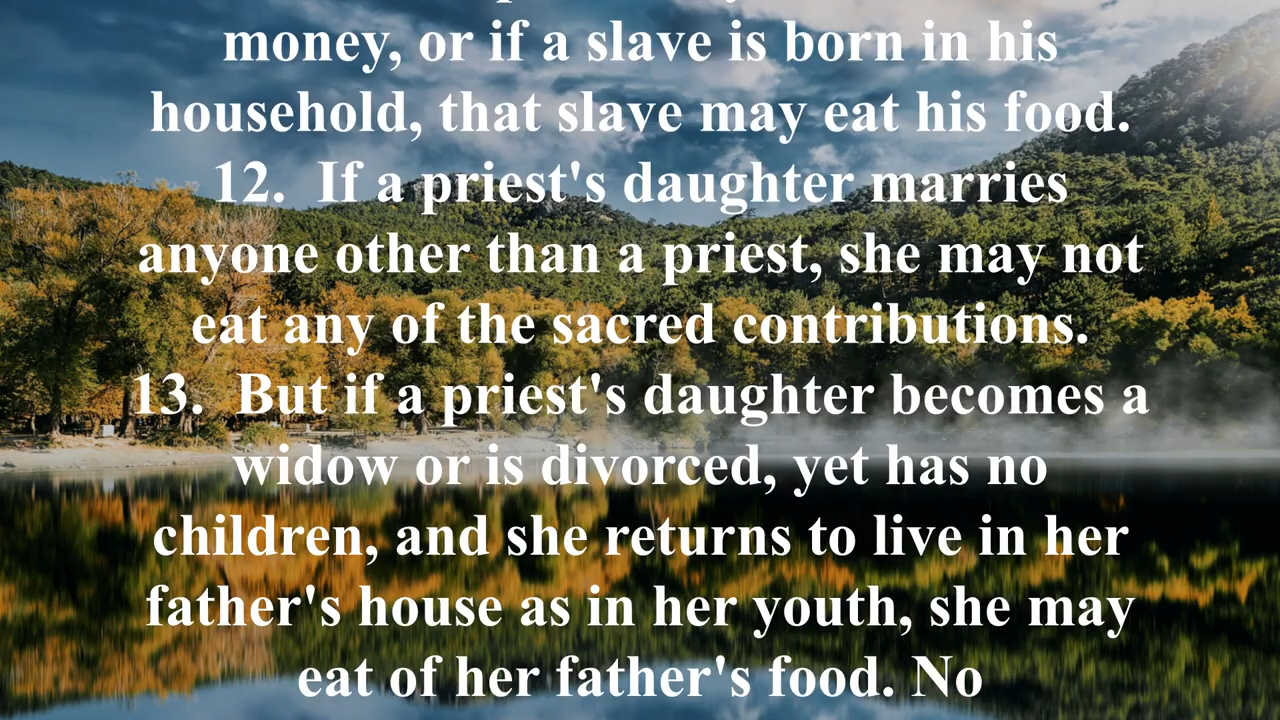 money, or if a slave is born in his
household, that slave may eat his food.
12.  If a priest's daughter marries
anyone other than a priest, she may not
eat any of the sacred contributions.
13.  But if a priest's daughter becomes a
widow or is divorced, yet has no
children, and she returns to live in her
father's house as in her youth, she may
eat of her father's food. No